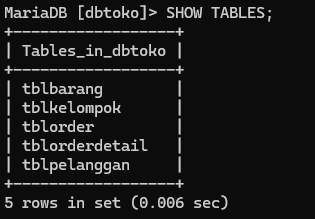 MariaDB [dbtoko]> SHOW TABLES;
+------------------+
| Tables_in_dbtoko |
+------------------+
| tblbarang        |
| tblkelompok      |
| tblorder         |
| tblorderdetail   |
| tblpelanggan     |
+------------------+
5 rows in set (0.006 sec)